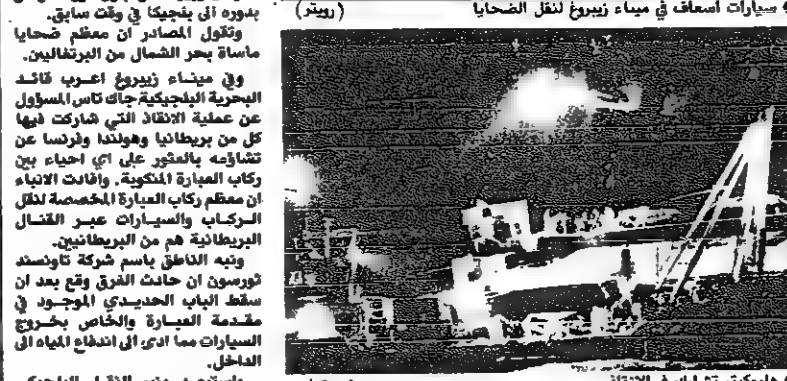 سيارات اسعاف في ميناء زيبروغ لنقل الضحايا (رويتر)
بدوره الى بلجيكا في وقت سابق.
وتقول المصادر ان معظم ضحايا
مأساة بحر الشمال من البرتغاليين.
وفي ميناء زيبروغ اعرب قائد
البحرية البلجيكية جاك تاس المسؤول
عن عملية الانقاذ التي شاركت فيها
كل من بريطانيا وهولندا وفرنسا عن
تشاؤمه بالعثور على اي احياء بين
ركاب العبارة المنكوبة. وافادت الانباء
ان معظم ركاب العبارة المخصصة لنقل
الركاب والسيارات عبر القنال
البريطانية هم من البريطانيين.
ونبه الناطق باسم شركة تاونسند
ثورسون ان حادث الغرق وقع بعد ان
سقط الباب الحديدي الموجود في
مقدمة العبارة والخاص بخروج
السيارات مما ادى الى اندفاع المياه الى
الداخل.